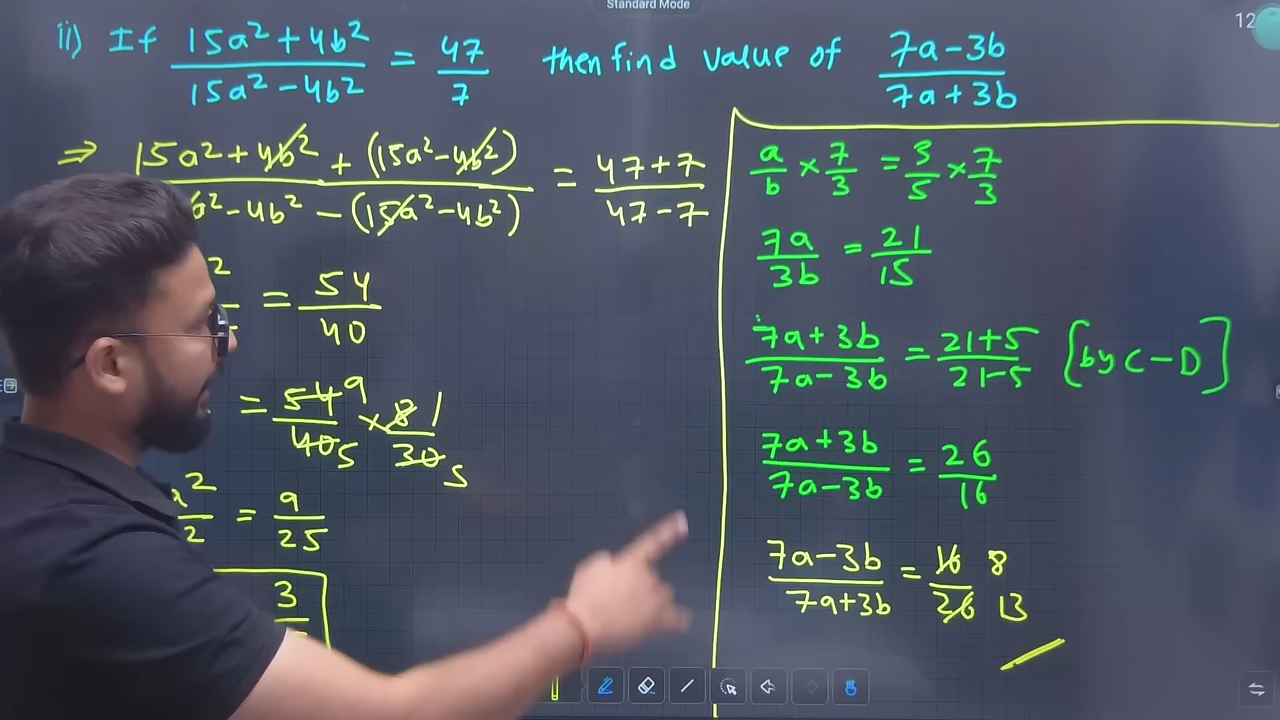 Standard Mode
12
ii) If (15a² + 4b²)/(15a² - 4b²) = 47/7 then find value of (7a - 3b)/(7a + 3b)
⇒ (15a² + 4b² + (15a² - 4b²))/(a² - 4b² - (15a² - 4b²)) = (47 + 7)/(47 - 7)
2 = 54/40
= 54 9/40 5 × 8 1/30 5
a²/2 = 9/25
3
a/b × 7/3 = 3/5 × 7/3
7a/3b = 21/15
(7a + 3b)/(7a - 3b) = (21 + 5)/(21 - 5) [by C - D]
(7a + 3b)/(7a - 3b) = 26/16
(7a - 3b)/(7a + 3b) = 16/26 8/13